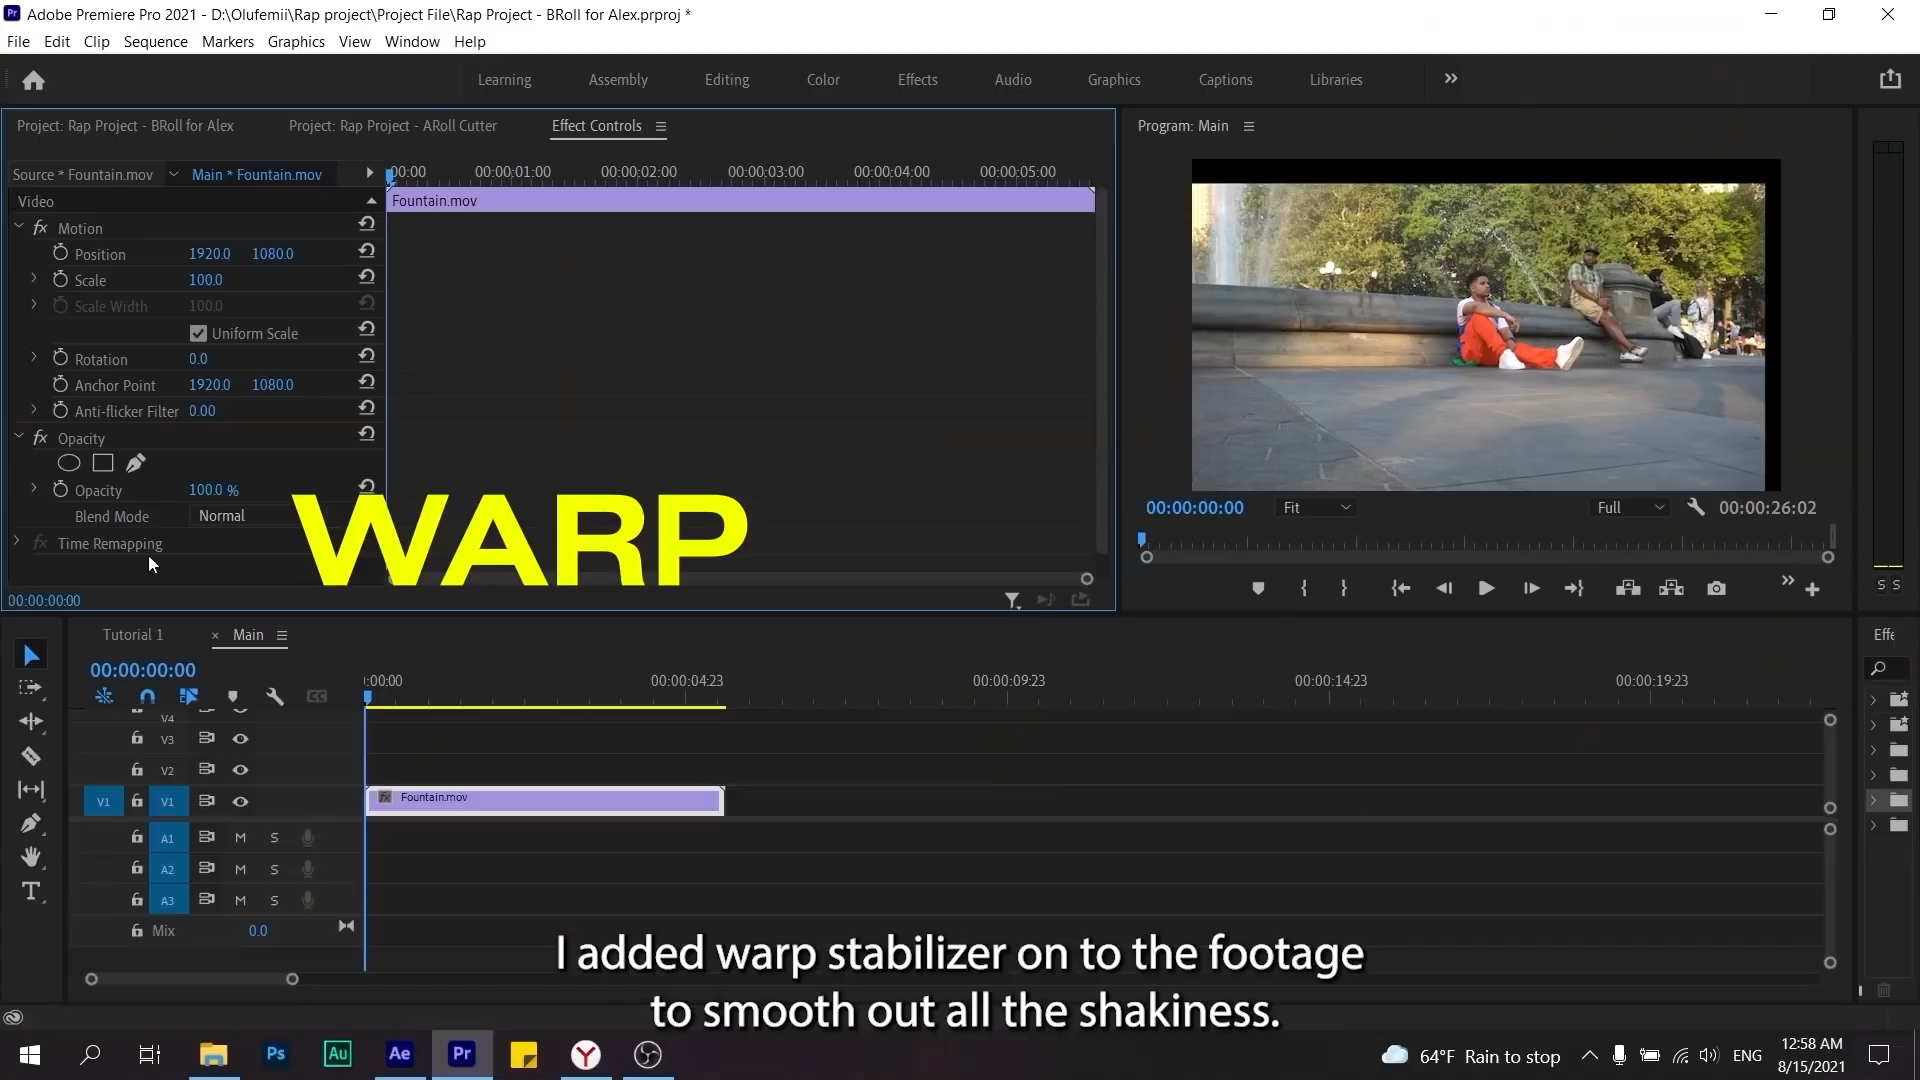 Adobe Premiere Pro 2021 - D:\Olufemii\Rap project\Project File\Rap Project - BRoll for Alex.prproj *
File Edit Clip Sequence Markers Graphics View Window Help
Learning Assembly Editing Color Effects Audio Graphics Captions Libraries
Project: Rap Project - BRoll for Alex Project: Rap Project - ARoll Cutter Effect Controls
Program: Main
Source * Fountain.mov Main * Fountain.mov
:00:00 00:00:01:00 00:00:02:00 00:00:03:00 00:00:04:00 00:00:05:00
Video
Fountain.mov
fx Motion
Position 1920.0 1080.0
Scale 100.0
Scale Width 100.0
Uniform Scale
Rotation 0.0
Anchor Point 1920.0 1080.0
Anti-flicker Filter 0.00
fx Opacity
Opacity 100.0 %
Blend Mode Normal
fx Time Remapping
WARP
00:00:00:00
00:00:00:00 Fit Full 00:00:26:02
S S
Tutorial 1 Main
00:00:00:00
:00:00 00:00:04:23 00:00:09:23 00:00:14:23 00:00:19:23
V4
V3
V2
V1 V1
fx Fountain.mov
A1 M S
A2 M S
A3 M S
Mix 0.0
Effe
I added warp stabilizer on to the footage
to smooth out all the shakiness.
Ps Au Ae Pr
64°F Rain to stop ENG
12:58 AM
8/15/2021